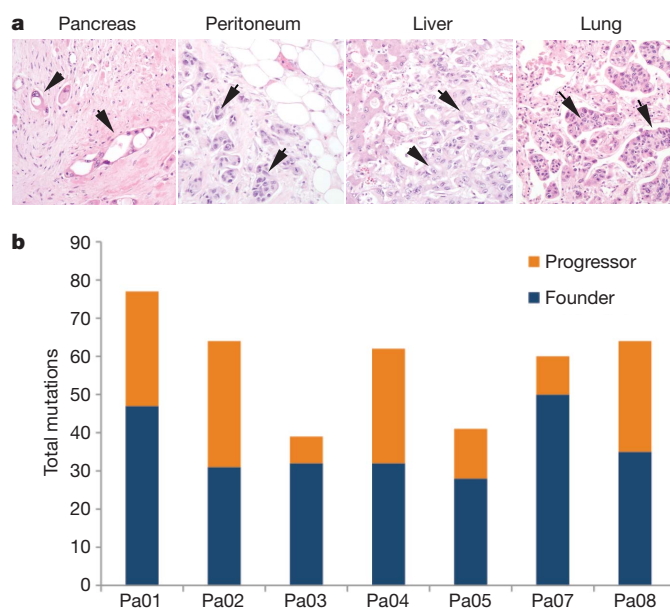 a Pancreas Peritoneum Liver Lung
b
90
80
70
60
50
40
30
20
10
0
Total mutations
Progressor
Founder
Pa01 Pa02 Pa03 Pa04 Pa05 Pa07 Pa08